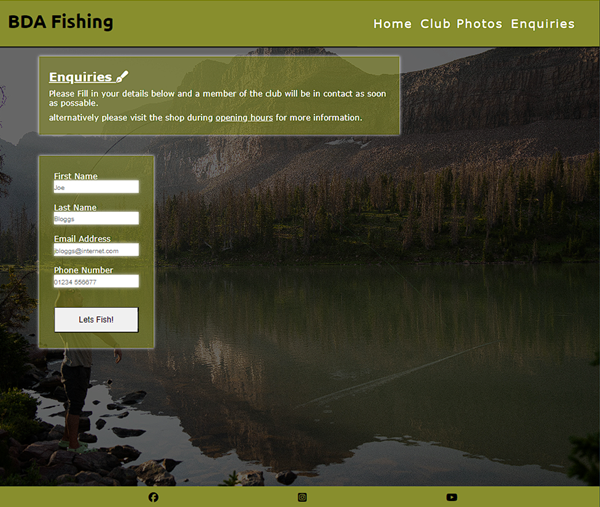 BDA Fishing
Home Club Photos Enquiries
Enquiries
Please Fill in your details below and a member of the club will be in contact as soon
as possable.
alternatively please visit the shop during opening hours for more information.
First Name
Joe
Last Name
Bloggs
Email Address
jbloggs@internet.com
Phone Number
01234 556677
Lets Fish!